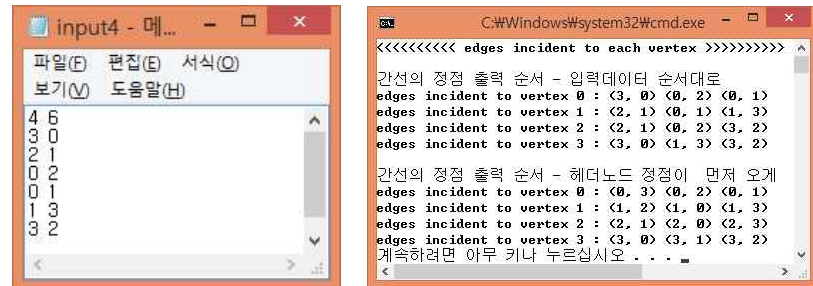 input4 - 메...
파일(F) 편집(E) 서식(O)
보기(V) 도움말(H)
4 6
3 0
2 1
0 2
0 1
1 3
3 2
C:\Windows\system32\cmd.exe
<<<<<<<<<< edges incident to each vertex >>>>>>>>>>
간선의 정점 출력 순서 - 입력데이터 순서대로
edges incident to vertex 0 : (3, 0) (0, 2) (0, 1)
edges incident to vertex 1 : (2, 1) (0, 1) (1, 3)
edges incident to vertex 2 : (2, 1) (0, 2) (3, 2)
edges incident to vertex 3 : (3, 0) (1, 3) (3, 2)
간선의 정점 출력 순서 - 헤더노드 정점이 먼저 오게
edges incident to vertex 0 : (0, 3) (0, 2) (0, 1)
edges incident to vertex 1 : (1, 2) (1, 0) (1, 3)
edges incident to vertex 2 : (2, 1) (2, 0) (2, 3)
edges incident to vertex 3 : (3, 0) (3, 1) (3, 2)
계속하려면 아무 키나 누르십시오 . . .